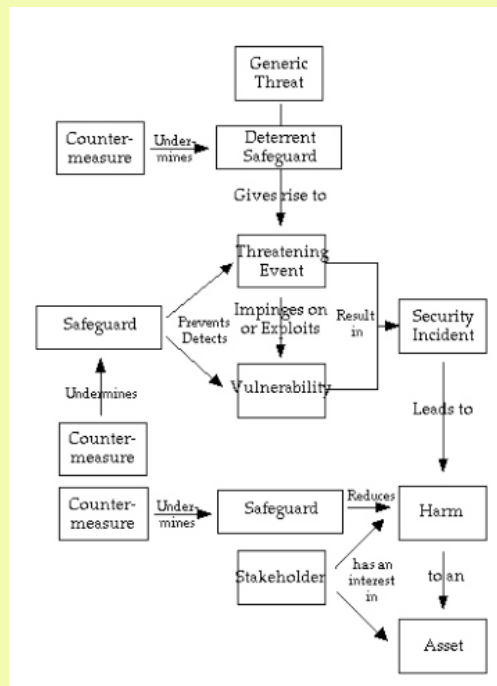 Generic
Threat
Counter-
measure
Under-
mines
Deterrent
Safeguard
Gives rise to
Threatening
Event
Safeguard
Prevents
Detects
Impinges on
or Exploits
Result
in
Security
Incident
Vulnerability
Undermines
Leads to
Counter-
measure
Counter-
measure
Under-
mines
Safeguard
Reduces
Harm
Stakeholder
has an
interest
in
to an
Asset